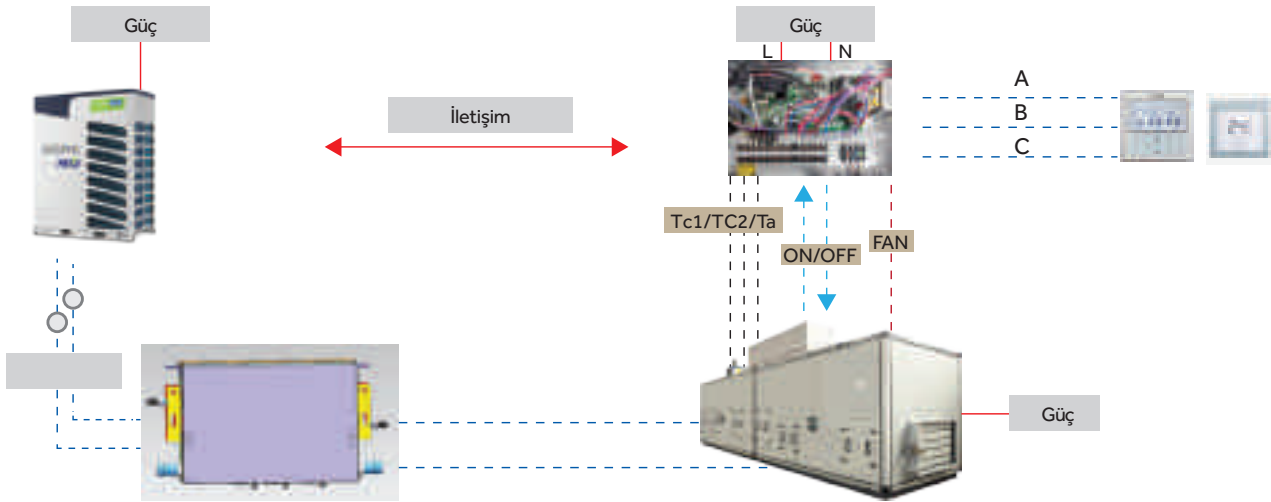 Güç
Güç
L
N
İletişim
A
B
C
Tc1/TC2/Ta
ON/OFF
FAN
Güç